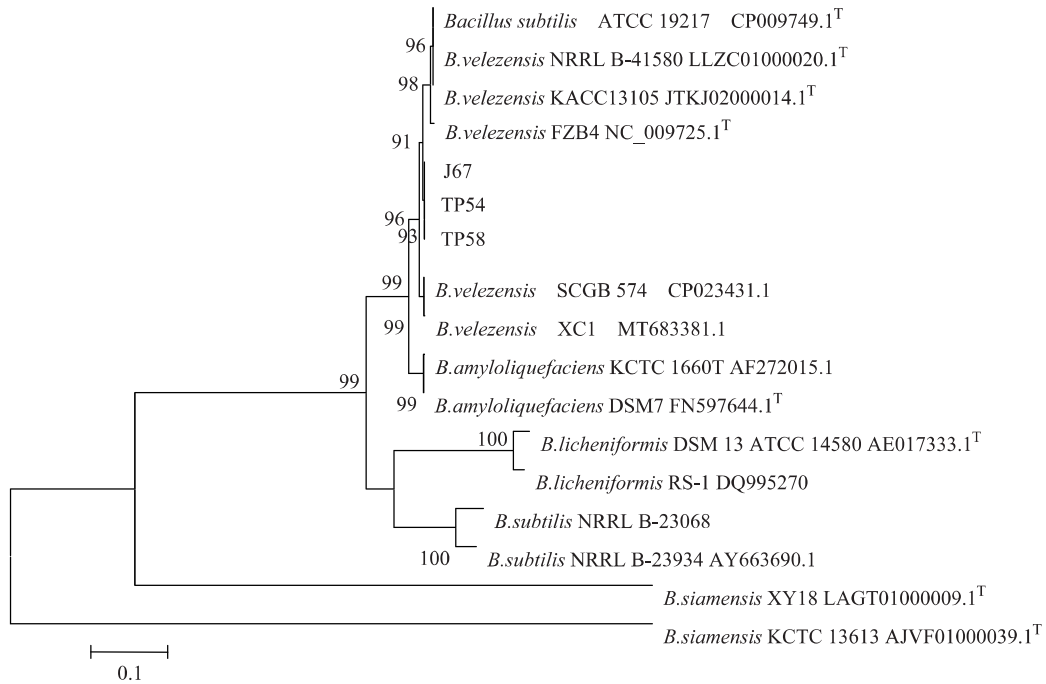 Bacillus subtilis ATCC 19217 CP009749.1T
96
B.velezensis NRRL B-41580 LLZC01000020.1T
98
B.velezensis KACC13105 JTKJ02000014.1T
B.velezensis FZB4 NC_009725.1T
91
J67
TP54
96
93
TP58
99
B.velezensis SCGB 574 CP023431.1
99
B.velezensis XC1 MT683381.1
B.amyloliquefaciens KCTC 1660T AF272015.1
99
99
B.amyloliquefaciens DSM7 FN597644.1T
100
B.licheniformis DSM 13 ATCC 14580 AE017333.1T
B.licheniformis RS-1 DQ995270
B.subtilis NRRL B-23068
100
B.subtilis NRRL B-23934 AY663690.1
B.siamensis XY18 LAGT01000009.1T
B.siamensis KCTC 13613 AJVF01000039.1T
0.1